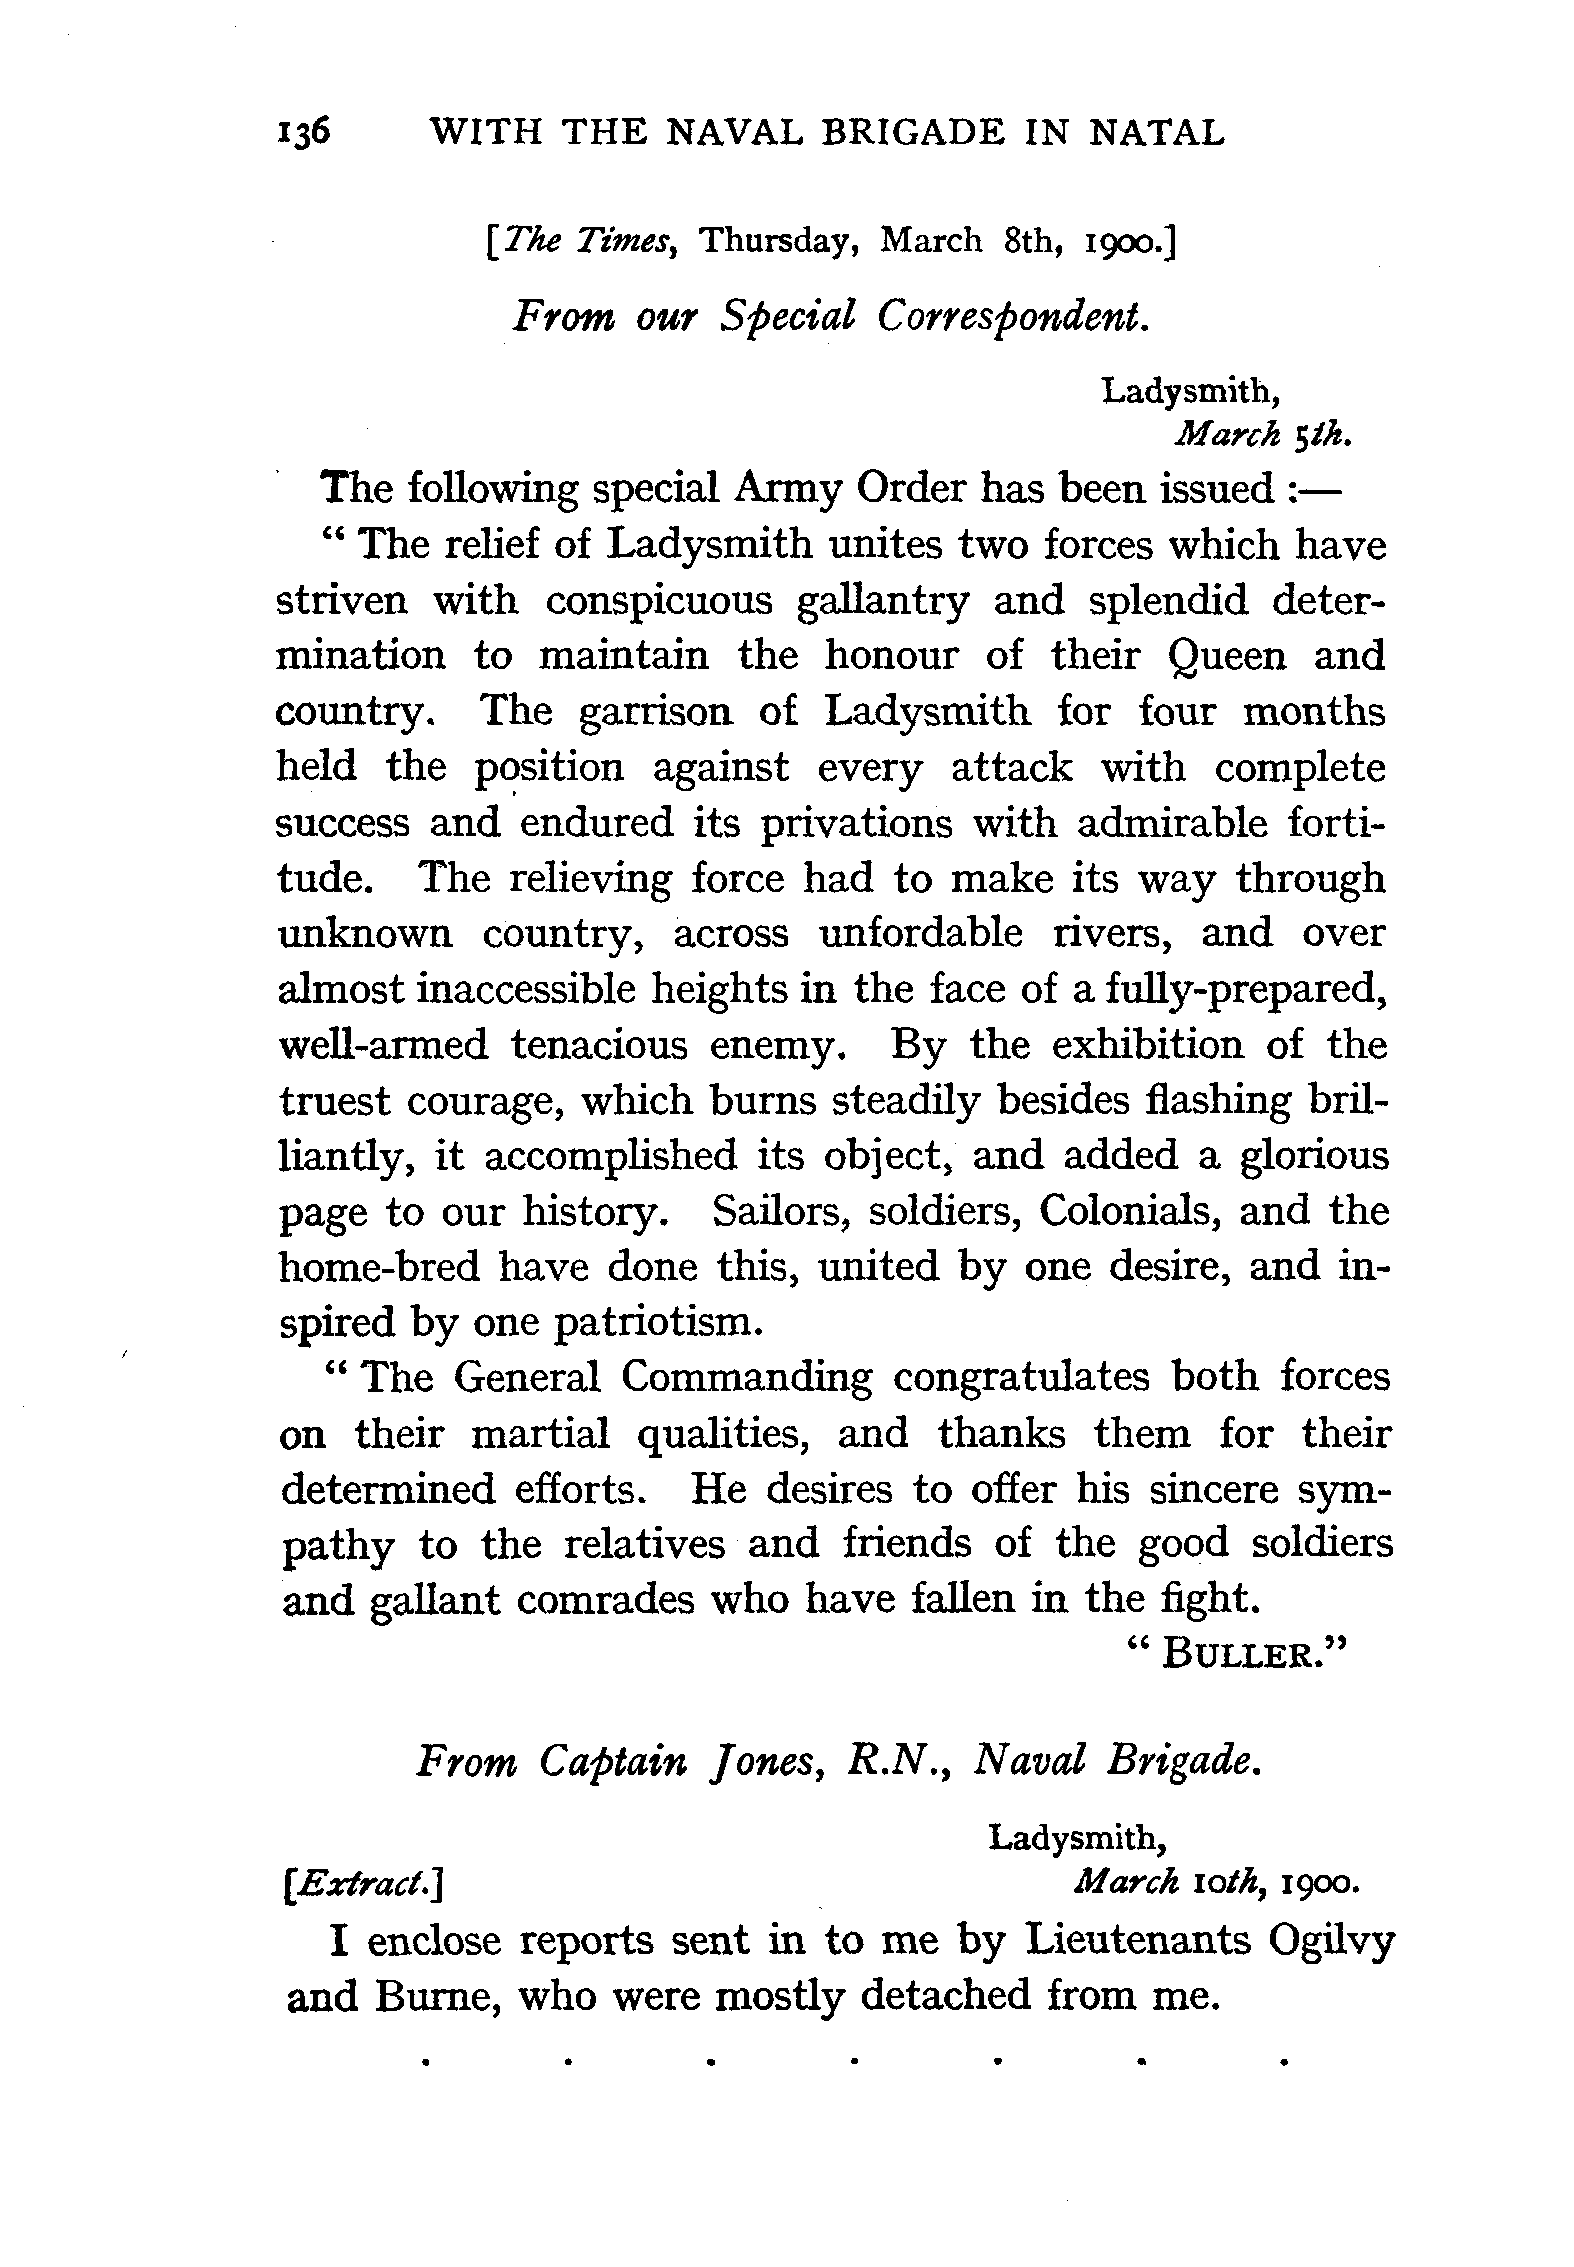 136 WITH THE NAVAL BRIGADE IN NATAL
[The Times, Thursday, March 8th, 1900.]
From our Special Correspondent.
Ladysmith,
March 5th.
The following special Army Order has been issued :—
“ The relief of Ladysmith unites two forces which have
striven with conspicuous gallantry and splendid deter-
mination to maintain the honour of their Queen and
country. The garrison of Ladysmith for four months
held the position against every attack with complete
success and endured its privations with admirable forti-
tude. The relieving force had to make its way through
unknown country, across unfordable rivers, and over
almost inaccessible heights in the face of a fully-prepared,
well-armed tenacious enemy. By the exhibition of the
truest courage, which burns steadily besides flashing bril-
liantly, it accomplished its object, and added a glorious
page to our history. Sailors, soldiers, Colonials, and the
home-bred have done this, united by one desire, and in-
spired by one patriotism.
“ The General Commanding congratulates both forces
on their martial qualities, and thanks them for their
determined efforts. He desires to offer his sincere sym-
pathy to the relatives and friends of the good soldiers
and gallant comrades who have fallen in the fight.
“ BULLER.”
From Captain Jones, R.N., Naval Brigade.
Ladysmith,
[Extract.] March 10th, 1900.
I enclose reports sent in to me by Lieutenants Ogilvy
and Burne, who were mostly detached from me.
. . . . . . .